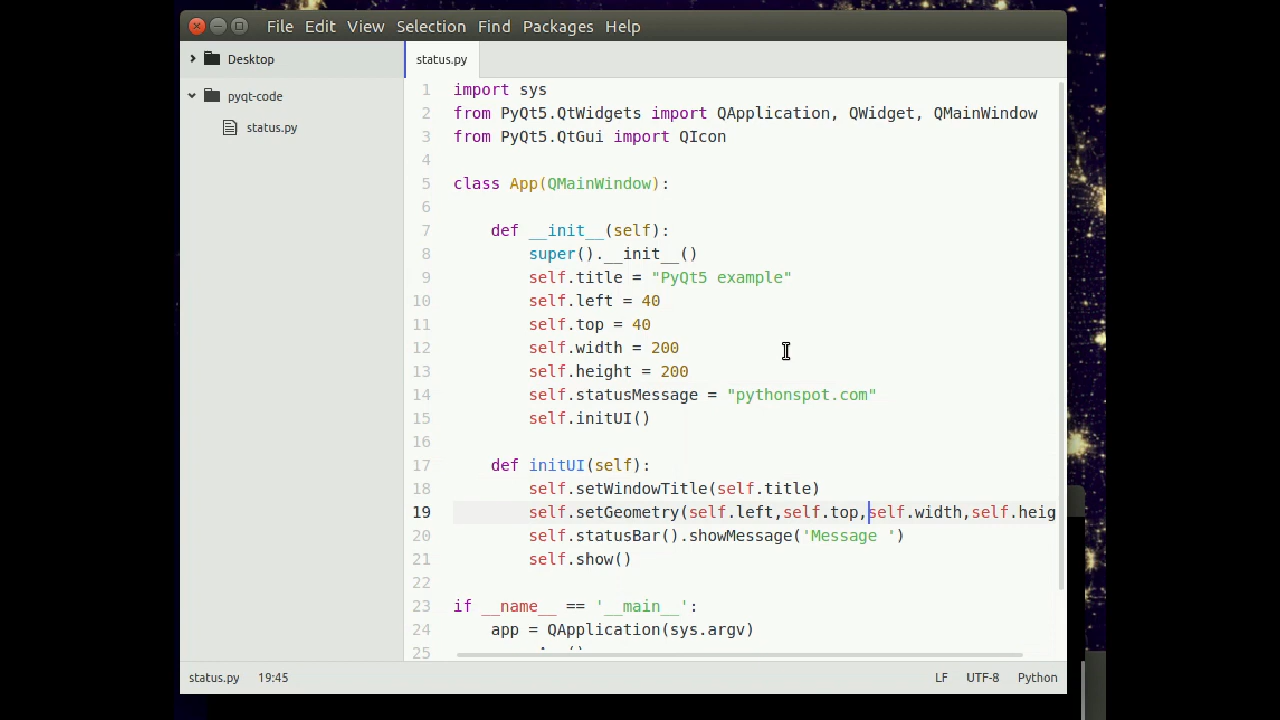 File Edit View Selection Find Packages Help
Desktop
pyqt-code
status.py
status.py
1 import sys
2 from PyQt5.QtWidgets import QApplication, QWidget, QMainWindow
3 from PyQt5.QtGui import QIcon
4
5 class App(QMainWindow):
6
7 def __init__(self):
8 super().__init__()
9 self.title = "PyQt5 example"
10 self.left = 40
11 self.top = 40
12 self.width = 200
13 self.height = 200
14 self.statusMessage = "pythonspot.com"
15 self.initUI()
16
17 def initUI(self):
18 self.setWindowTitle(self.title)
19 self.setGeometry(self.left,self.top,self.width,self.heig
20 self.statusBar().showMessage('Message ')
21 self.show()
22
23 if __name__ == '__main__':
24 app = QApplication(sys.argv)
25
status.py 19:45 LF UTF-8 Python